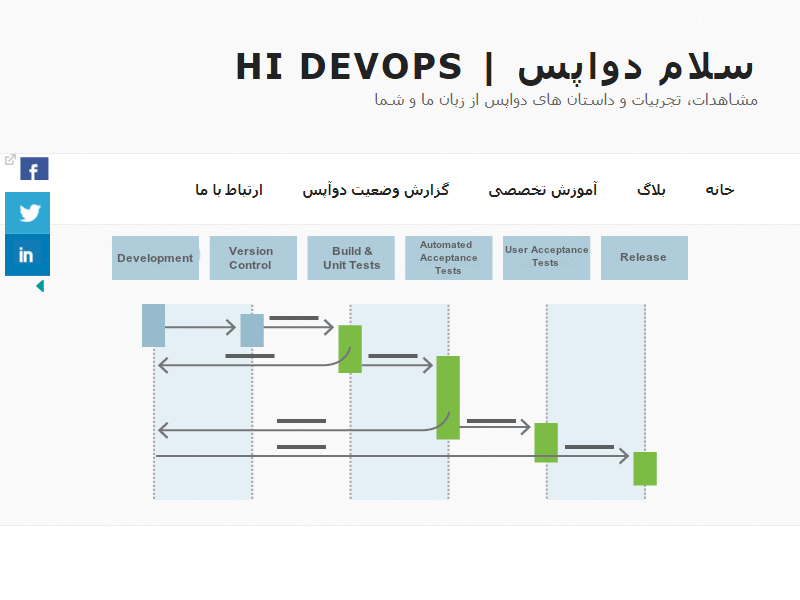 سلام دواپس | HI DEVOPS
مشاهدات، تجربیات و داستان های دواپس از زبان ما و شما
خانه
بلاگ
آموزش تخصصی
گزارش وضعیت دوآپس
ارتباط با ما
Development
Version
Control
Build &
Unit Tests
Automated
Acceptance
Tests
User Acceptance
Tests
Release